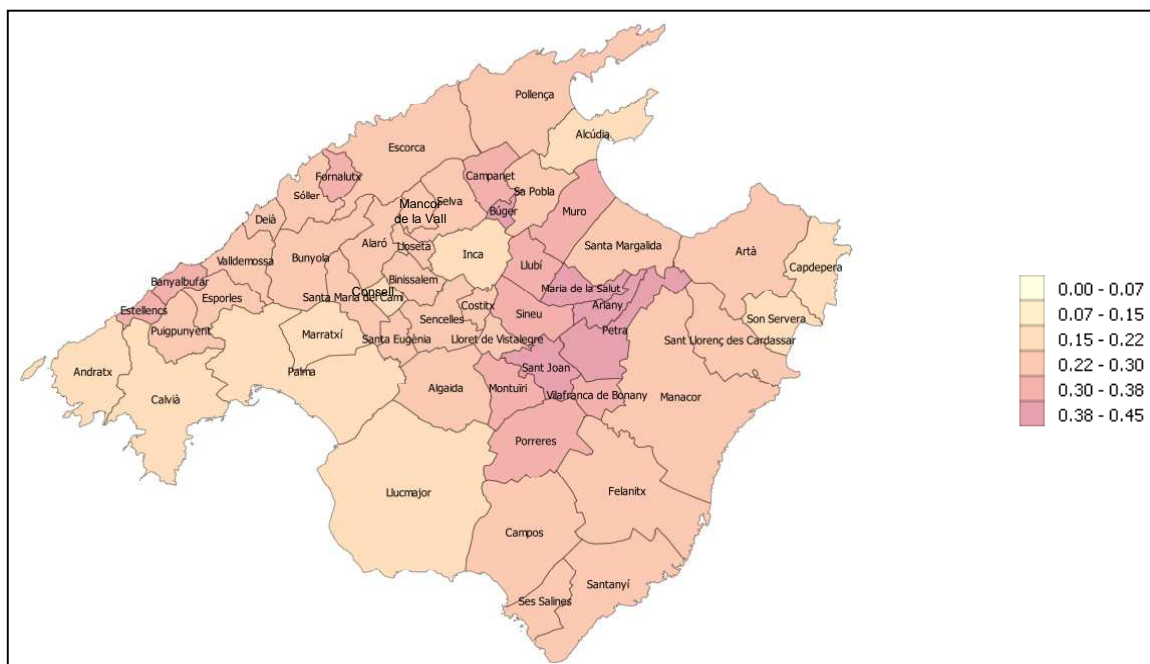 Pollença
Alcúdia
Escorca
Fornalutx
Campanet
Sa Pobla
Sóller
Mancor
de la Vall
Selva
Búger
Muro
Deià
Alaró
Lloseta
Inca
Santa Margalida
Artà
Valldemossa
Bunyola
Llubí
Capdepera
Banyalbufar
Binissalem
Maria de la Salut
Esporles
Santa Maria del Camí
Consell
Costitx
Ariany
Estellencs
Sencelles
Sineu
Son Servera
Puigpunyent
Marratxí
Santa Eugènia
Lloret de Vistalegre
Petra
Sant Llorenç des Cardassar
Andratx
Palma
Sant Joan
Calvià
Algaida
Montuïri
Vilafranca de Bonany
Manacor
Porreres
Llucmajor
Felanitx
Campos
Santanyí
Ses Salines
0.00 - 0.07
0.07 - 0.15
0.15 - 0.22
0.22 - 0.30
0.30 - 0.38
0.38 - 0.45